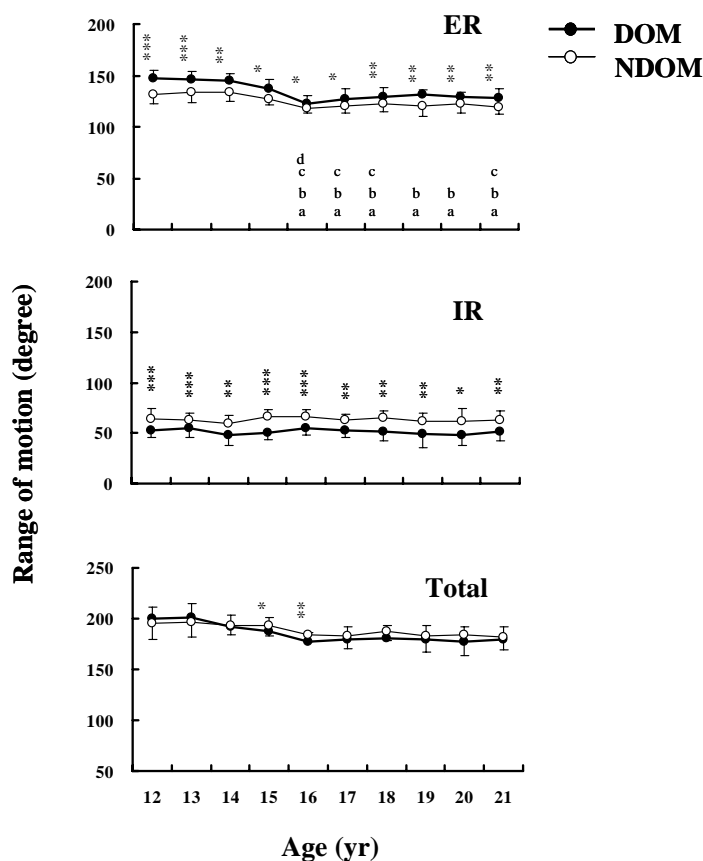 ER
DOM
NDOM
200
150
100
50
0
*** *** ** * * * ** ** ** **
d
c c c c
b b b b b b
a a a a a a
Range of motion (degree)
IR
200
150
100
50
0
*** *** ** *** *** ** ** ** * **
Total
250
200
150
100
50
* **
12 13 14 15 16 17 18 19 20 21
Age (yr)